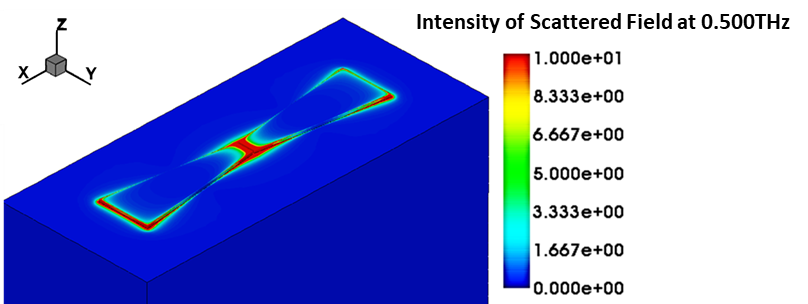 Intensity of Scattered Field at 0.500THz
Z
X
Y
1.000e+01
8.333e+00
6.667e+00
5.000e+00
3.333e+00
1.667e+00
0.000e+00